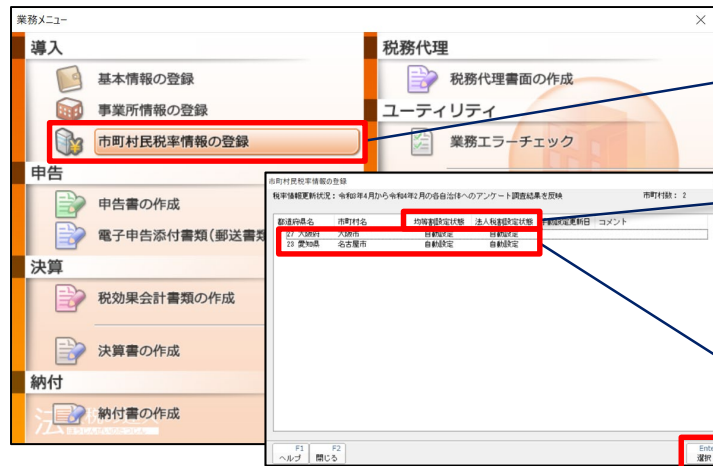 業務メニュー
導入
基本情報の登録
事業所情報の登録
市町村民税率情報の登録
申告
申告書の作成
電子申告添付書類(郵送書類
決算
税効果会計書類の作成
決算書の作成
納付
納付書の作成
税務代理
税務代理書面の作成
ユーティリティ
業務エラーチェック
市町村民税率情報の登録
税率情報更新状況:令和3年4月から令和4年2月の各自治体へのアンケート調査結果を反映 市町村数: 2
都道府県名 市町村名 均等割設定状態 法人税割設定状態 手動設定更新日 コメント
27 大阪府 大阪市 自動設定 自動設定
23 愛知県 名古屋市 自動設定 自動設定
F1 F2 Ente
ヘルプ 閉じる 選択